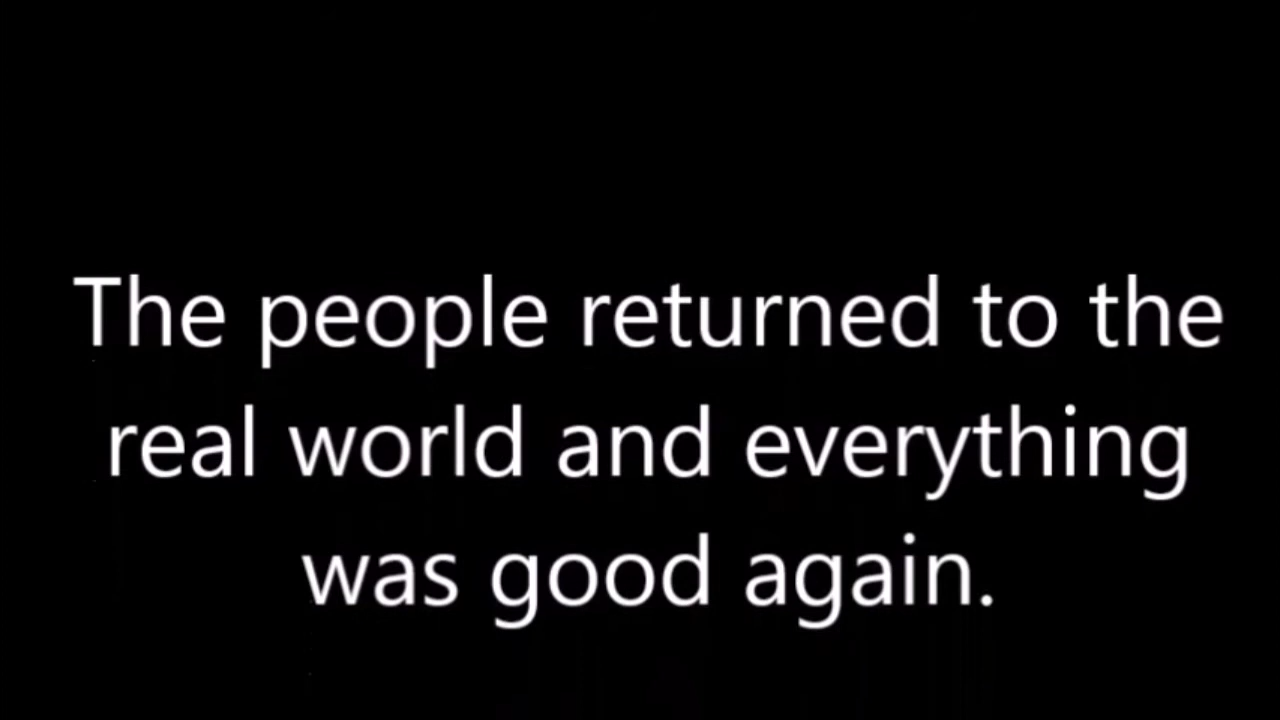 The people returned to the
real world and everything
was good again.